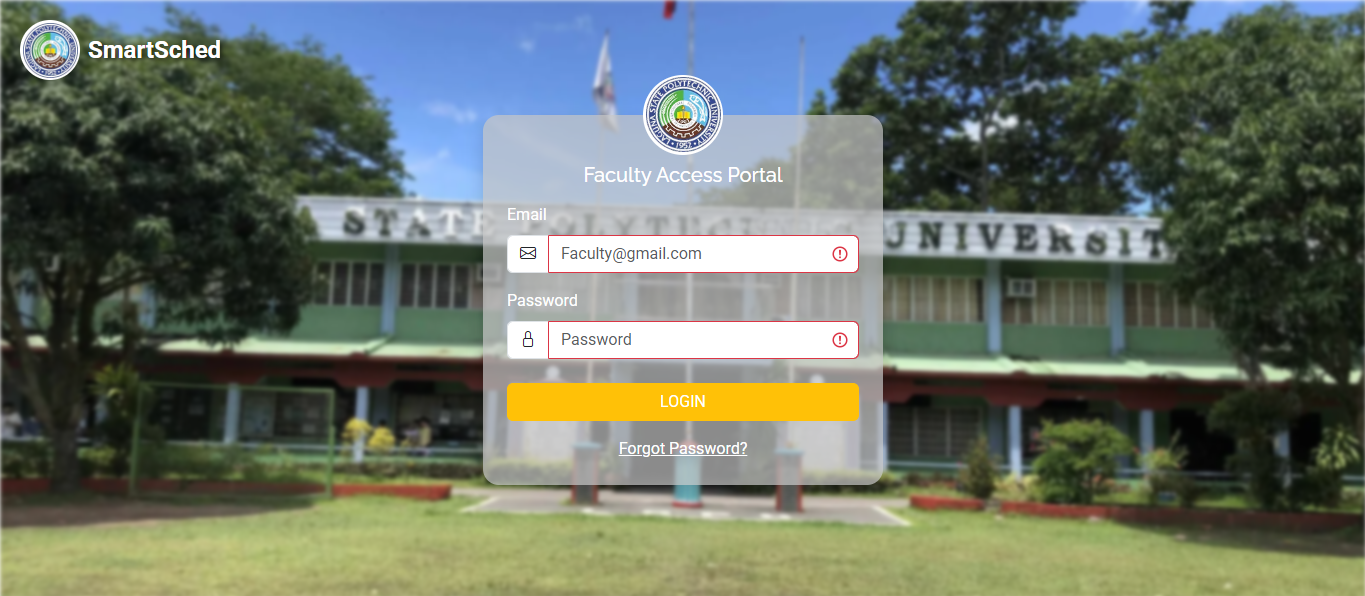 SmartSched
LAGUNA STATE POLYTECHNIC UNIVERSITY
1952
Faculty Access Portal
A STATE POLYTECHNIC UNIVERSIT
Email
Faculty@gmail.com
Password
Password
LOGIN
Forgot Password?